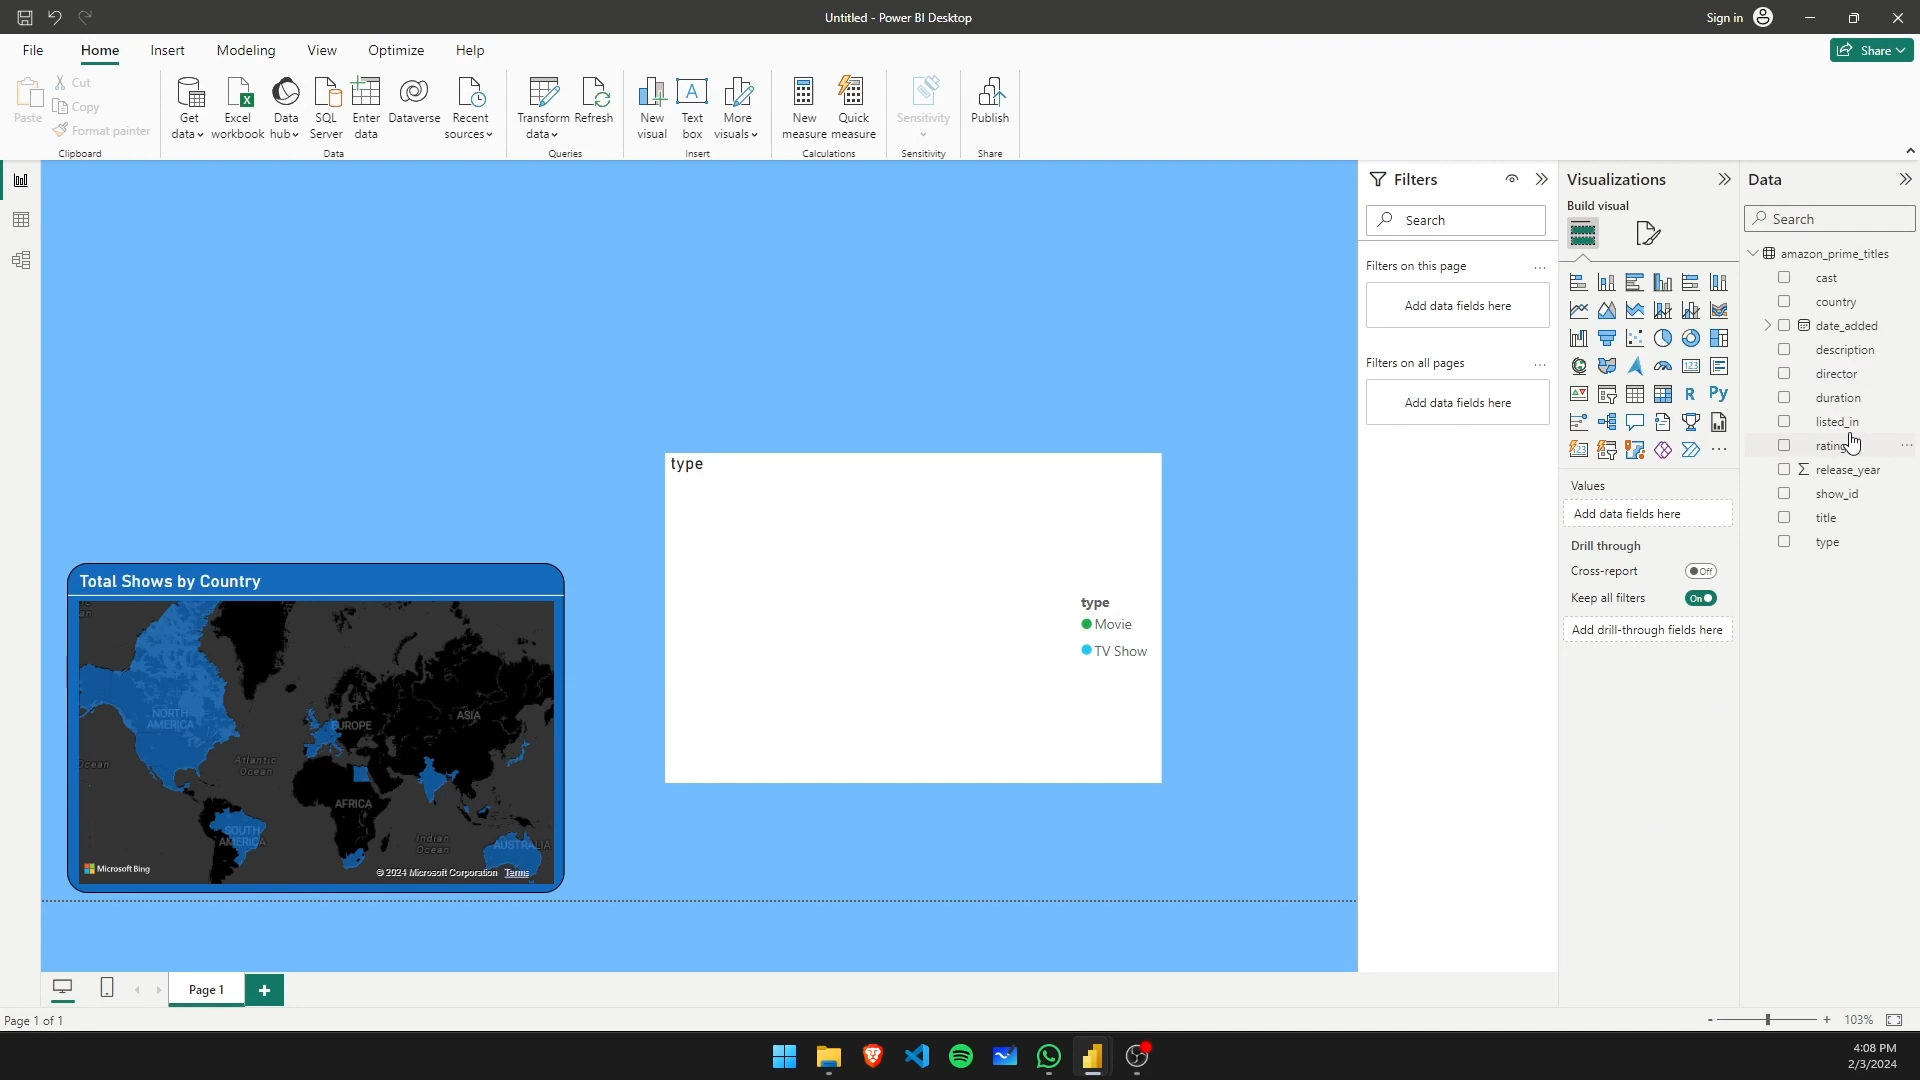 Untitled - Power BI Desktop
Sign in
File
Home
Insert
Modeling
View
Optimize
Help
Share
Paste
Cut
Copy
Format painter
Clipboard
Get data
Excel workbook
Data hub
SQL Server
Enter data
Dataverse
Recent sources
Data
Transform data
Refresh
Queries
New visual
Text box
More visuals
Insert
New measure
Quick measure
Calculations
Sensitivity
Sensitivity
Publish
Share
Filters
Search
Filters on this page
Add data fields here
Filters on all pages
Add data fields here
Visualizations
Build visual
R
Py
123
Values
Add data fields here
Drill through
Cross-report
Off
Keep all filters
On
Add drill-through fields here
Data
Search
amazon_prime_titles
cast
country
date_added
description
director
duration
listed_in
rating
release_year
show_id
title
type
type
type
Movie
TV Show
Total Shows by Country
NORTH AMERICA
EUROPE
ASIA
Atlantic Ocean
AFRICA
SOUTH AMERICA
Indian Ocean
AUSTRALIA
Microsoft Bing
© 2024 Microsoft Corporation Terms
Page 1
Page 1 of 1
- + 103%
4:08 PM
2/3/2024